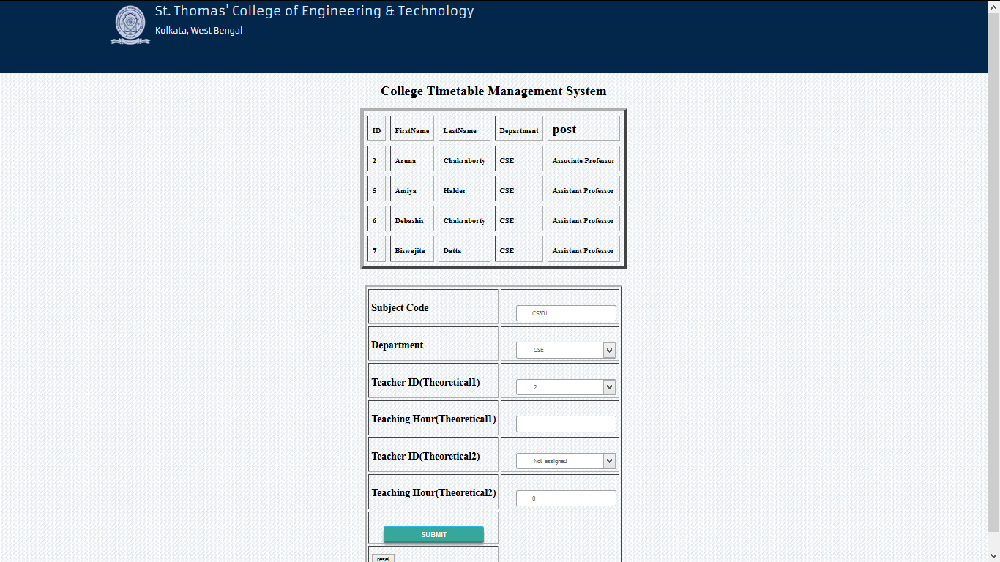 St. Thomas' College of Engineering & Technology
Kolkata, West Bengal
College Timetable Management System
ID FirstName LastName Department post
2 Aruna Chakraborty CSE Associate Professor
5 Amiya Halder CSE Assistant Professor
6 Debashis Chakraborty CSE Assistant Professor
7 Biswajita Datta CSE Assistant Professor
Subject Code CS301
Department CSE
Teacher ID(Theoretical1) 2
Teaching Hour(Theoretical1)
Teacher ID(Theoretical2) Not assigned
Teaching Hour(Theoretical2) 0
SUBMIT
reset